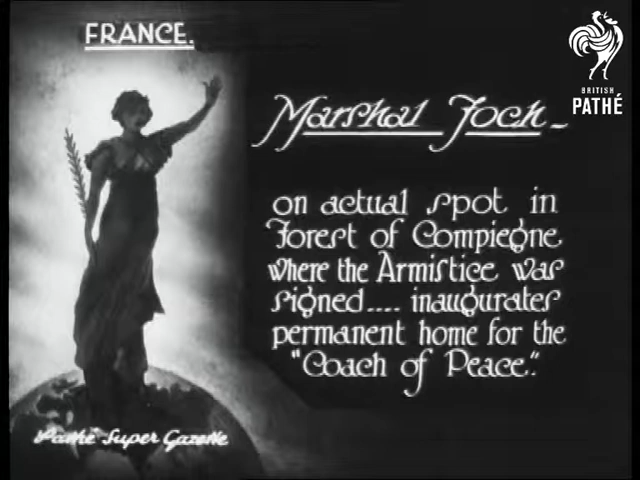 FRANCE.
BRITISH
PATHÉ
Marshal Foch -
on actual spot in
Forest of Compiegne
where the Armistice was
signed.... inaugurates
permanent home for the
"Coach of Peace."
Pathé Super Gazette